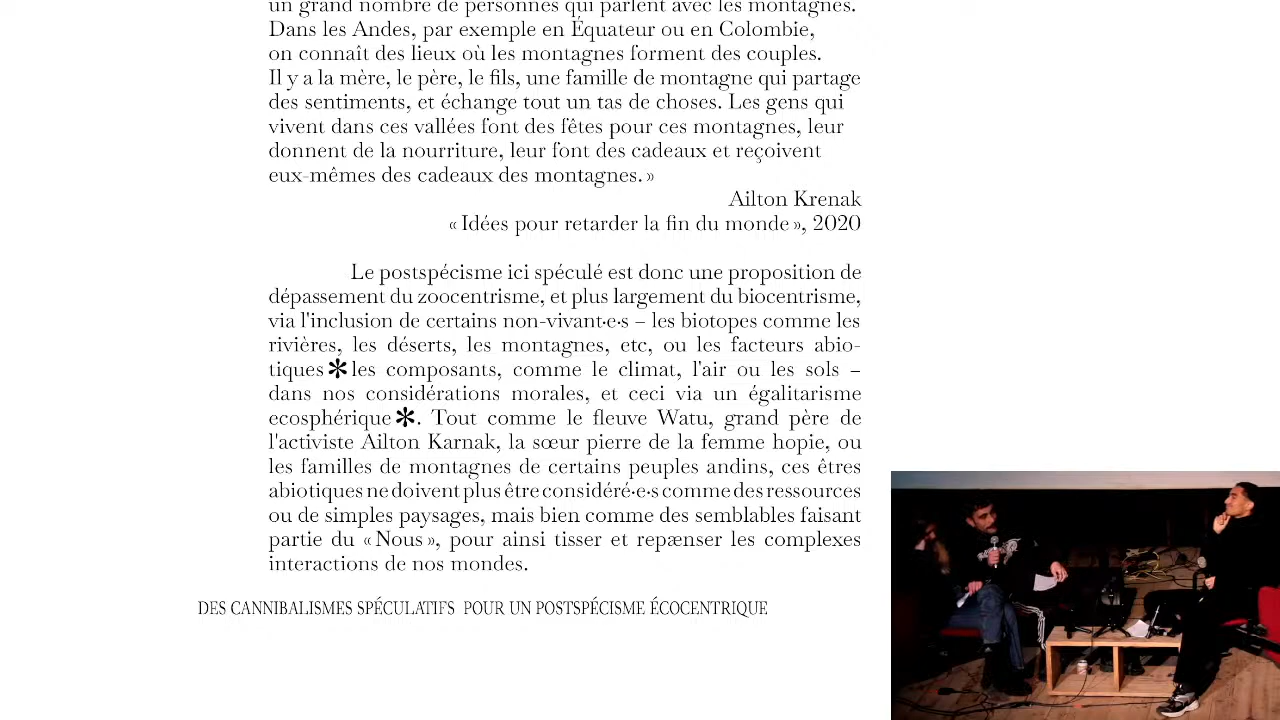 un grand nombre de personnes qui parlent avec les montagnes.
Dans les Andes, par exemple en Équateur ou en Colombie,
on connaît des lieux où les montagnes forment des couples.
Il y a la mère, le père, le fils, une famille de montagne qui partage
des sentiments, et échange tout un tas de choses. Les gens qui
vivent dans ces vallées font des fêtes pour ces montagnes, leur
donnent de la nourriture, leur font des cadeaux et reçoivent
eux-mêmes des cadeaux des montagnes. »
Ailton Krenak
« Idées pour retarder la fin du monde », 2020
Le postspécisme ici spéculé est donc une proposition de
dépassement du zoocentrisme, et plus largement du biocentrisme,
via l'inclusion de certains non-vivant·e·s – les biotopes comme les
rivières, les déserts, les montagnes, etc, ou les facteurs abio-
tiques✻les composants, comme le climat, l'air ou les sols –
dans nos considérations morales, et ceci via un égalitarisme
ecosphérique✻. Tout comme le fleuve Watu, grand père de
l'activiste Ailton Karnak, la sœur pierre de la femme hopie, ou
les familles de montagnes de certains peuples andins, ces êtres
abiotiques ne doivent plus être considéré·e·s comme des ressources
ou de simples paysages, mais bien comme des semblables faisant
partie du « Nous », pour ainsi tisser et repænser les complexes
interactions de nos mondes.
DES CANNIBALISMES SPÉCULATIFS POUR UN POSTSPÉCISME ÉCOCENTRIQUE